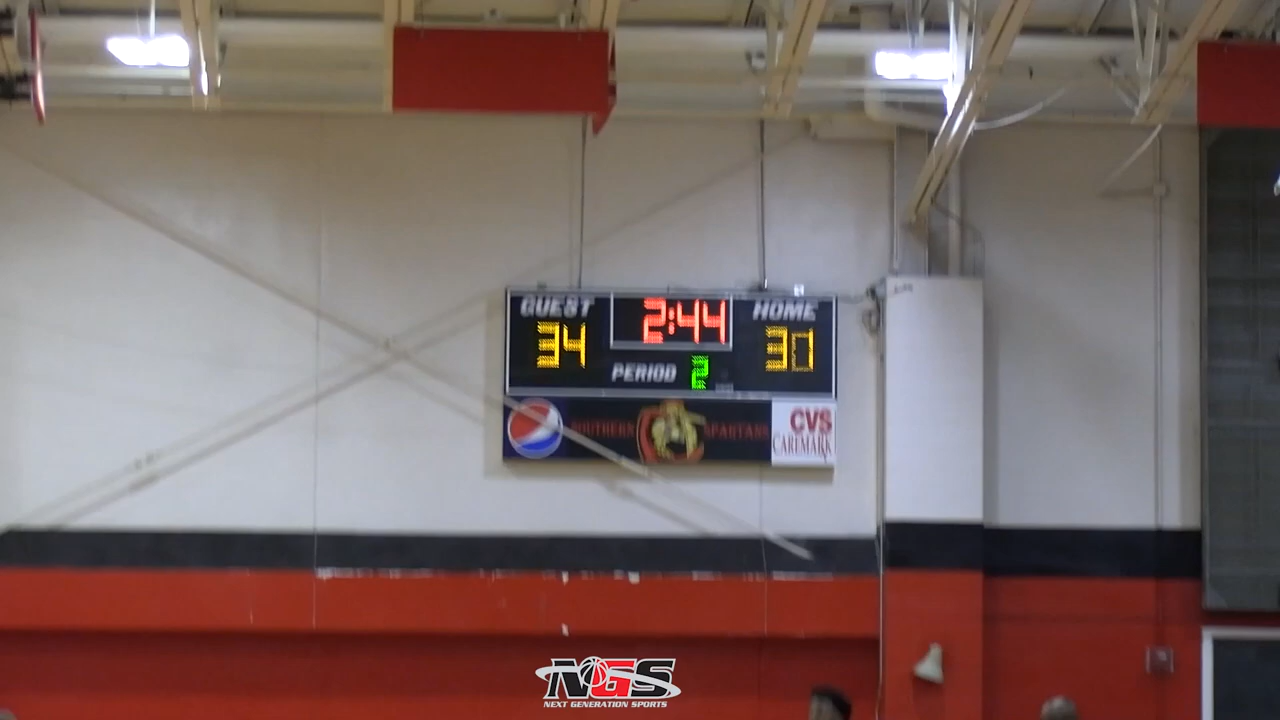 GUEST 2:44 HOME
34 30
PERIOD 2
SOUTHERN SPARTANS
CVS
CAREMARK
NGS
NEXT GENERATION SPORTS